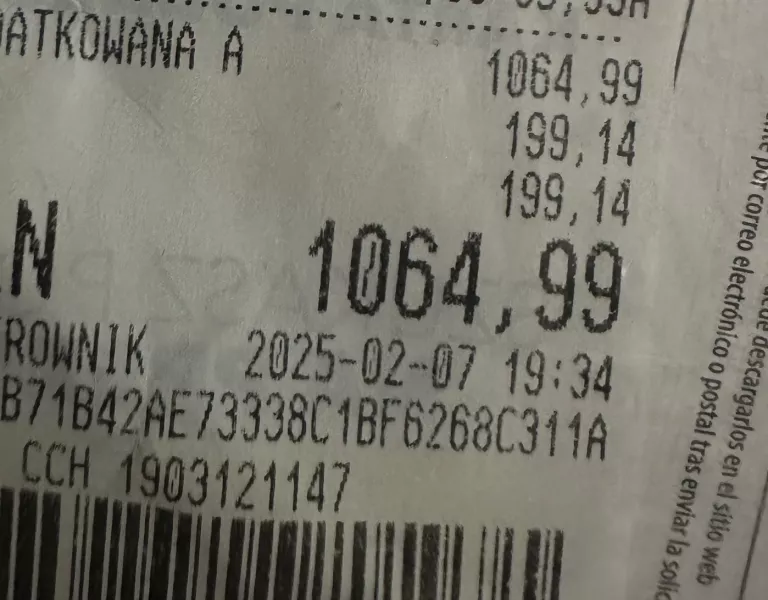 ATKOWANA A 1064,99
199,14
199,14
N 1064,99
ROWNIK 2025-02-07 19:34
B71B42AE73338C1BF6268C311A
CCH 1903121147
por correo electrónico o postal tras enviar la solic
descargarlos en el sitio web